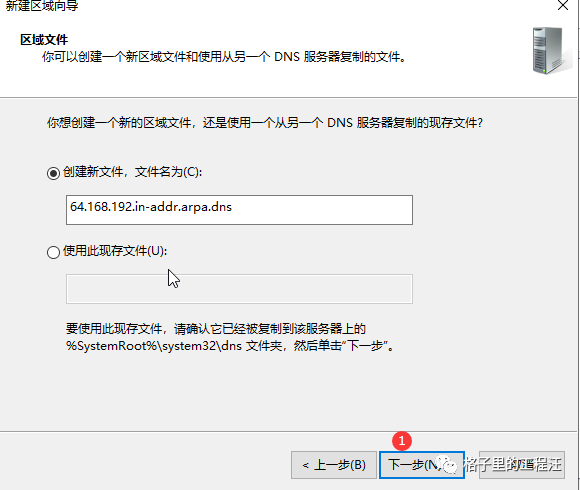 新建区域向导
区域文件
你可以创建一个新区域文件和使用从另一个 DNS 服务器复制的文件。
你想创建一个新的区域文件，还是使用一个从另一个 DNS 服务器复制的现存文件?
创建新文件，文件名为(C):
64.168.192.in-addr.arpa.dns
使用此现存文件(U):
要使用此现存文件，请确认它已经被复制到该服务器上的
%SystemRoot%\system32\dns 文件夹，然后单击“下一步”。
1
< 上一步(B)
下一步(N)
格子里的工程汪